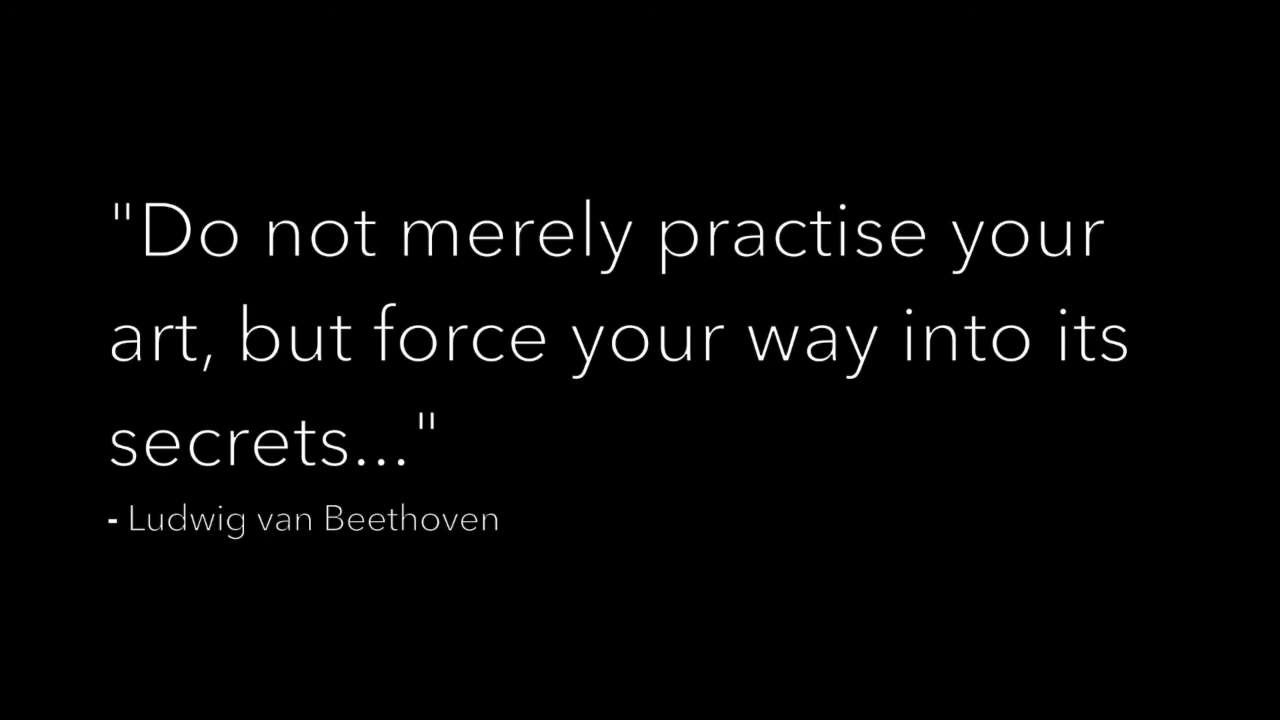 "Do not merely practise your
art, but force your way into its
secrets..."
- Ludwig van Beethoven